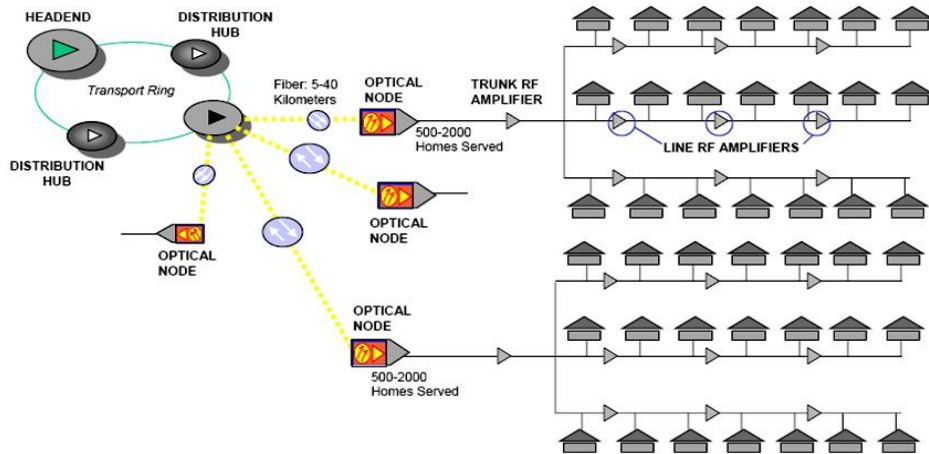 HEADEND
DISTRIBUTION
HUB
Transport Ring
Fiber: 5-40
Kilometers
OPTICAL
NODE
TRUNK RF
AMPLIFIER
500-2000
Homes Served
LINE RF AMPLIFIERS
DISTRIBUTION
HUB
OPTICAL
NODE
OPTICAL
NODE
OPTICAL
NODE
500-2000
Homes Served